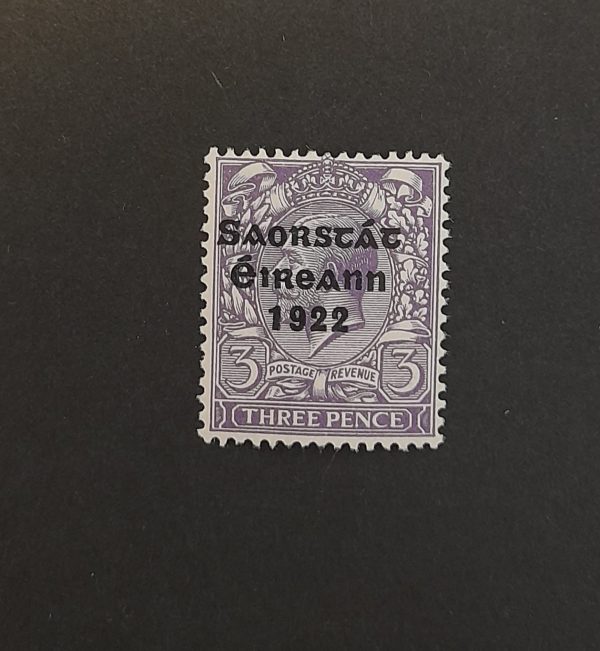 Saorstát
Éireann
1922
POSTAGE REVENUE
3 3
THREE PENCE